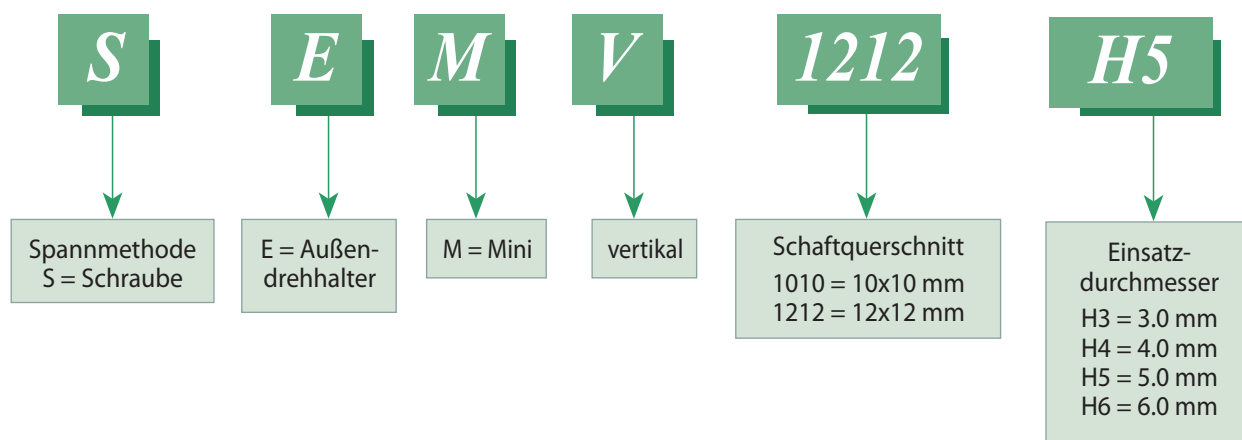 S E M V 1212 H5
Spannmethode
S = Schraube
E = Außen-
drehhalter
M = Mini
vertikal
Schaftquerschnitt
1010 = 10x10 mm
1212 = 12x12 mm
Einsatz-
durchmesser
H3 = 3.0 mm
H4 = 4.0 mm
H5 = 5.0 mm
H6 = 6.0 mm